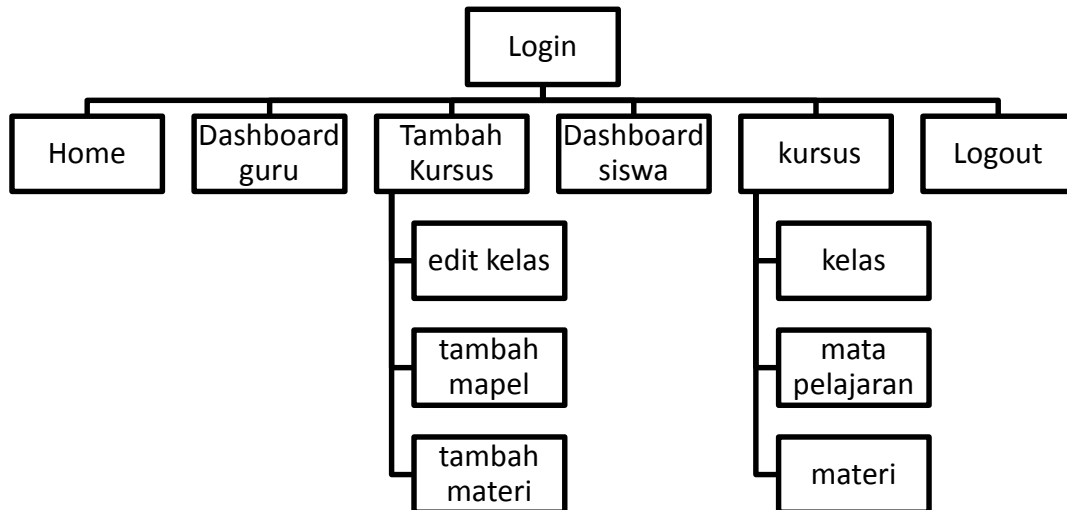 Login
Home
Dashboard
guru
Tambah
Kursus
Dashboard
siswa
kursus
Logout
edit kelas
tambah
mapel
tambah
materi
kelas
mata
pelajaran
materi